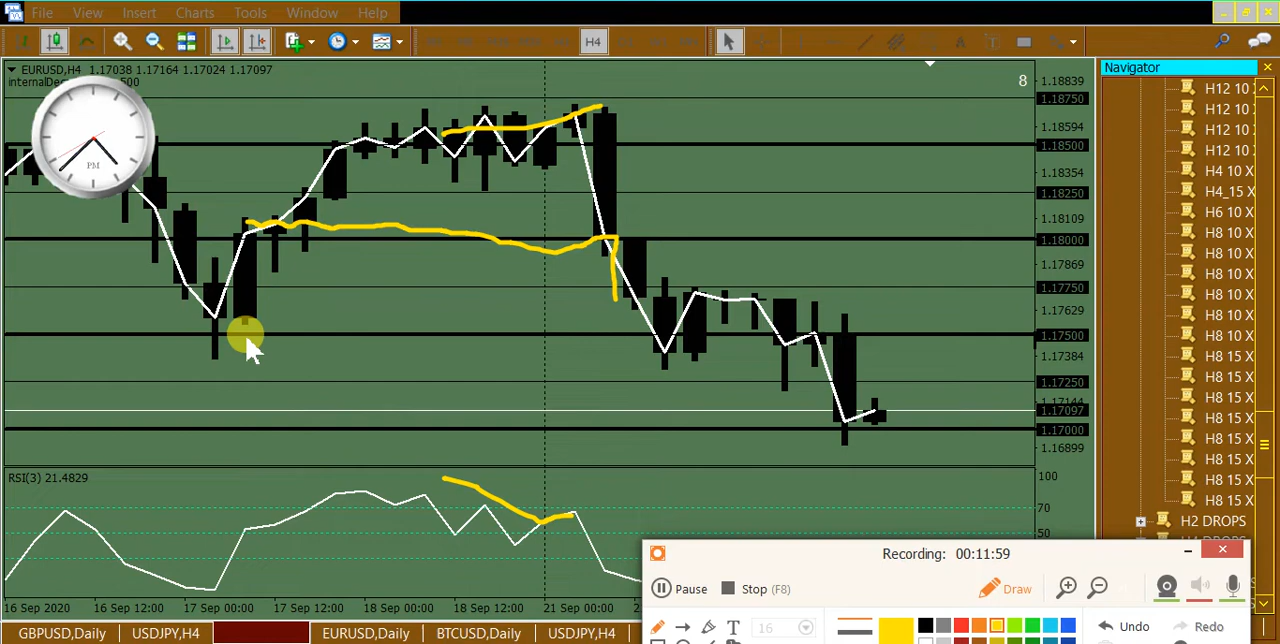 File View Insert Charts Tools Window Help
H4
EURUSD,H4 1.17038 1.17164 1.17024 1.17097
8
PM
1.18839
1.18750
1.18594
1.18500
1.18354
1.18250
1.18109
1.18000
1.17869
1.17750
1.17629
1.17500
1.17384
1.17250
1.17144
1.17097
1.17000
1.16899
RSI(3) 21.4829
100
70
50
16 Sep 2020 16 Sep 12:00 17 Sep 00:00 17 Sep 12:00 18 Sep 00:00 18 Sep 12:00 21 Sep 00:00
GBPUSD,Daily USDJPY,H4 EURUSD,Daily BTCUSD,Daily USDJPY,H4
Navigator
H12 10
H12 10
H12 10
H12 10
H4 10 X
H4_15 X
H6 10 X
H8 10 X
H8 10 X
H8 10 X
H8 10 X
H8 10 X
H8 10 X
H8 15 X
H8 15 X
H8 15 X
H8 15 X
H8 15 X
H8 15 X
H8 15 X
H8 15 X
H2 DROPS
Recording: 00:11:59
Pause Stop (F8) Draw
T 16 Undo Redo